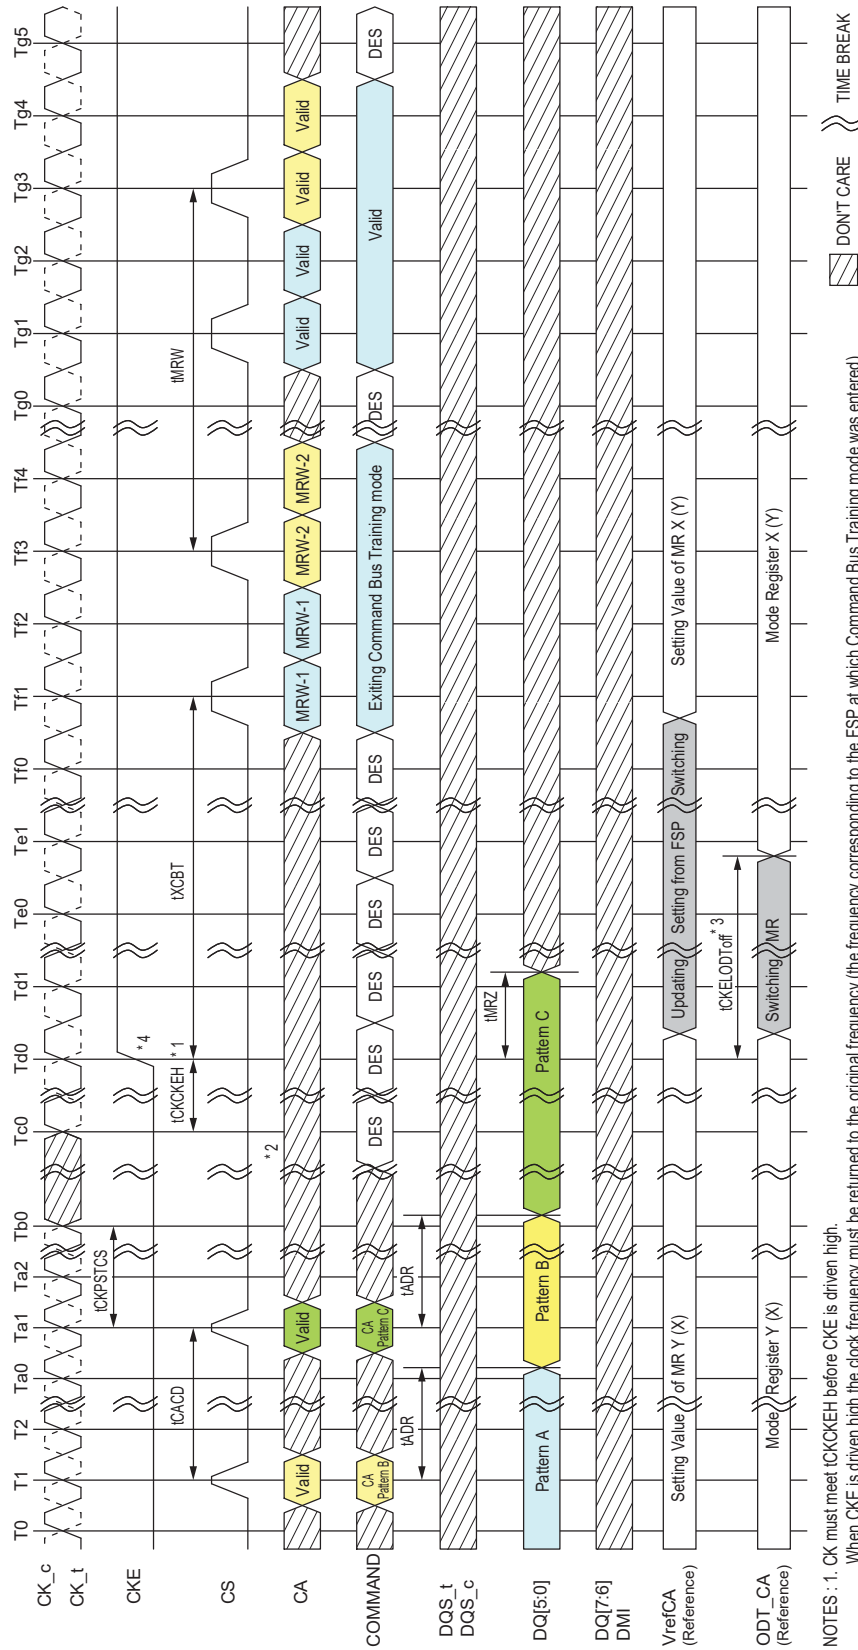 T0 T1 T2 Ta0 Ta1 Ta2 Tb0 Tc0 Td0 Td1 Te0 Te1 Tf0 Tf1 Tf2 Tf3 Tf4 Tg0 Tg1 Tg2 Tg3 Tg4 Tg5
CK_c
CK_t
CKE
* 4
tCKPSTCS tCKCKEH * 1 tXCBT tMRW
tCACD
CS
* 2
CA
Valid Valid MRW-1 MRW-1 MRW-2 MRW-2 Valid Valid Valid Valid
COMMAND
CA Pattern B
CA Pattern C
DES DES DES DES DES DES Exiting Command Bus Training mode DES Valid DES
DQS_t
DQS_c
tADR tADR tMRZ
DQ[5:0]
Pattern A Pattern B Pattern C
DQ[7:6]
DMI
VrefCA
(Reference)
Setting Value of MR Y (X) Updating Setting from FSP Switching Setting Value of MR X (Y)
tCKELODToff * 3
ODT_CA
(Reference)
Mode Register Y (X) Switching MR Mode Register X (Y)
NOTES : 1. CK must meet tCKCKEH before CKE is driven high.
When CKE is driven high the clock frequency must be returned to the original frequency (the frequency corresponding to the FSP at which Command Bus Training mode was entered)
DON'T CARE TIME BREAK